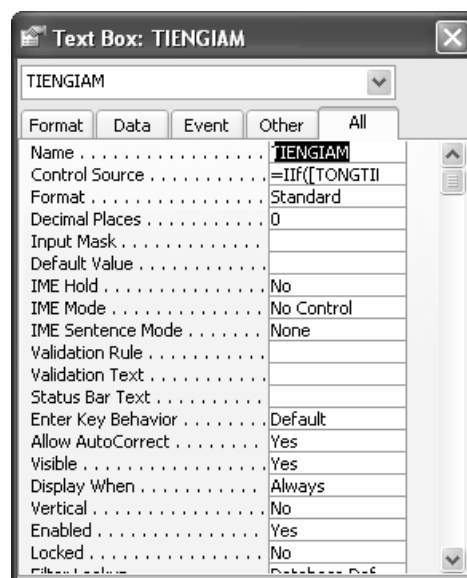 Text Box: TIENGIAM
TIENGIAM
Format Data Event Other All
Name . . . . . . . . . . . . . . . . . TIENGIAM
Control Source . . . . . . . . . . . =IIf([TONGTII
Format . . . . . . . . . . . . . . . . Standard
Decimal Places . . . . . . . . . . . 0
Input Mask . . . . . . . . . . . . .
Default Value . . . . . . . . . . . .
IME Hold . . . . . . . . . . . . . . . No
IME Mode . . . . . . . . . . . . . . No Control
IME Sentence Mode . . . . . . . None
Validation Rule . . . . . . . . . . .
Validation Text . . . . . . . . . . .
Status Bar Text . . . . . . . . . . .
Enter Key Behavior . . . . . . . . Default
Allow AutoCorrect . . . . . . . . Yes
Visible . . . . . . . . . . . . . . . . . Yes
Display When . . . . . . . . . . . Always
Vertical . . . . . . . . . . . . . . . . No
Enabled . . . . . . . . . . . . . . . . Yes
Locked . . . . . . . . . . . . . . . . . No